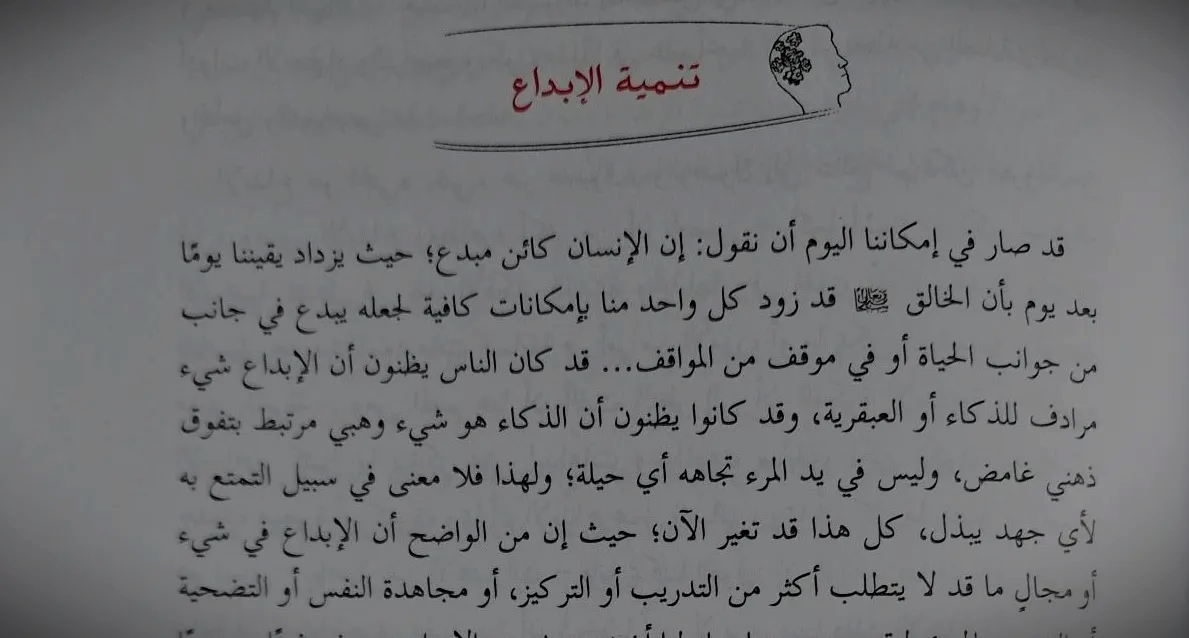 تنمية الإبداع
قد صار في إمكاننا اليوم أن نقول: إن الإنسان كائن مبدع؛ حيث يزداد يقيننا يومًا
بعد يوم بأن الخالق ﷻ قد زود كل واحد منا بإمكانات كافية لجعله يبدع في جانب
من جوانب الحياة أو في موقف من المواقف... قد كان الناس يظنون أن الإبداع شيء
مرادف للذكاء أو العبقرية، وقد كانوا يظنون أن الذكاء هو شيء وهبي مرتبط بتفوق
ذهني غامض، وليس في يد المرء تجاهه أي حيلة؛ ولهذا فلا معنى في سبيل التمتع به
لأي جهد يبذل، كل هذا قد تغير الآن؛ حيث إن من الواضح أن الإبداع في شيء
أو مجالٍ ما قد لا يتطلب أكثر من التدريب أو التركيز، أو مجاهدة النفس أو التضحية